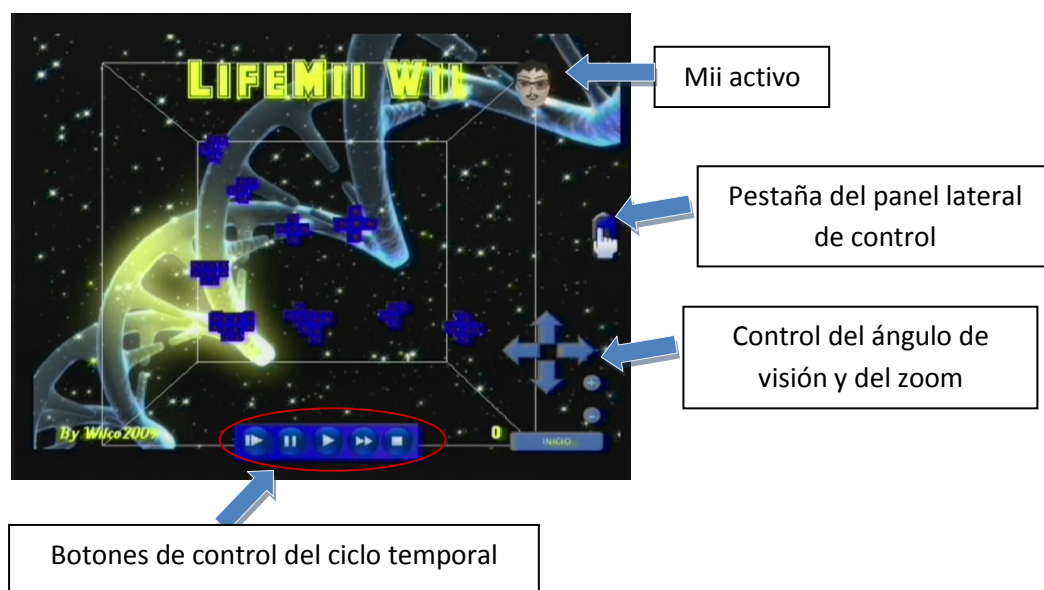 LifeMii Wii
Mii activo
Pestaña del panel lateral
de control
Control del ángulo de
visión y del zoom
By Wilco2009
0
INICIO
Botones de control del ciclo temporal